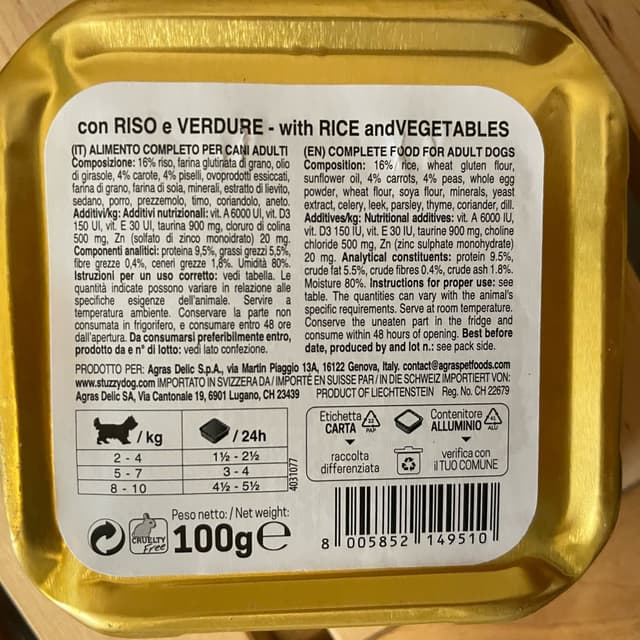 con RISO e VERDURE - with RICE andVEGETABLES
(IT) ALIMENTO COMPLETO PER CANI ADULTI
Composizione: 16% riso, farina glutinata di grano, olio
di girasole, 4% carote, 4% piselli, ovoprodotti essiccati,
farina di grano, farina di soia, minerali, estratto di lievito,
sedano, porro, prezzemolo, timo, coriandolo, aneto.
Additivi/kg: Additivi nutrizionali: vit. A 6000 UI, vit. D3
150 UI, vit. E 30 UI, taurina 900 mg, cloruro di colina
500 mg, Zn (solfato di zinco monoidrato) 20 mg.
Componenti analitici: proteina 9,5%, grassi grezzi 5,5%,
fibre grezze 0,4%, ceneri grezze 1,8%. Umidità 80%.
Istruzioni per un uso corretto: vedi tabella. Le
quantità indicate possono variare in relazione alle
specifiche esigenze dell'animale. Servire a
temperatura ambiente. Conservare la parte non
consumata in frigorifero, e consumare entro 48 ore
dall'apertura. Da consumarsi preferibilmente entro,
prodotto da e n° di lotto: vedi lato confezione.
(EN) COMPLETE FOOD FOR ADULT DOGS
Composition: 16% rice, wheat gluten flour,
sunflower oil, 4% carrots, 4% peas, whole egg
powder, wheat flour, soya flour, minerals, yeast
extract, celery, leek, parsley, thyme, coriander, dill.
Additives/kg: Nutritional additives: vit. A 6000 IU,
vit. D3 150 IU, vit. E 30 IU, taurine 900 mg, choline
chloride 500 mg, Zn (zinc sulphate monohydrate)
20 mg. Analytical constituents: protein 9.5%,
crude fat 5.5%, crude fibres 0.4%, crude ash 1.8%.
Moisture 80%. Instructions for proper use: see
table. The quantities can vary with the animal's
specific requirements. Serve at room temperature.
Conserve the uneaten part in the fridge and
consume within 48 hours of opening. Best before
date, produced by and lot n.: see pack side.
PRODOTTO PER: Agras Delic S.p.A., via Martin Piaggio 13A, 16122 Genova, Italy. contact@agraspetfoods.com
www.stuzzydog.com IMPORTATO IN SVIZZERA DA / IMPORTÉ EN SUISSE PAR / IN DIE SCHWEIZ IMPORTIERT VON:
Agras Delic SA, Via Cantonale 19, 6901 Lugano, CH 23439 PRODUCT OF LIECHTENSTEIN Reg. No. CH 22679
/ kg / 24h
2 - 4 1½ - 2½
5 - 7 3 - 4
8 - 10 4½ - 5½
4031077
Etichetta
CARTA
22
PAP
raccolta
differenziata
Contenitore
ALLUMINIO
41
ALU
verifica con
il TUO COMUNE
CRUELTY
Free
Peso netto: / Net weight:
100g e
8 005852 149510